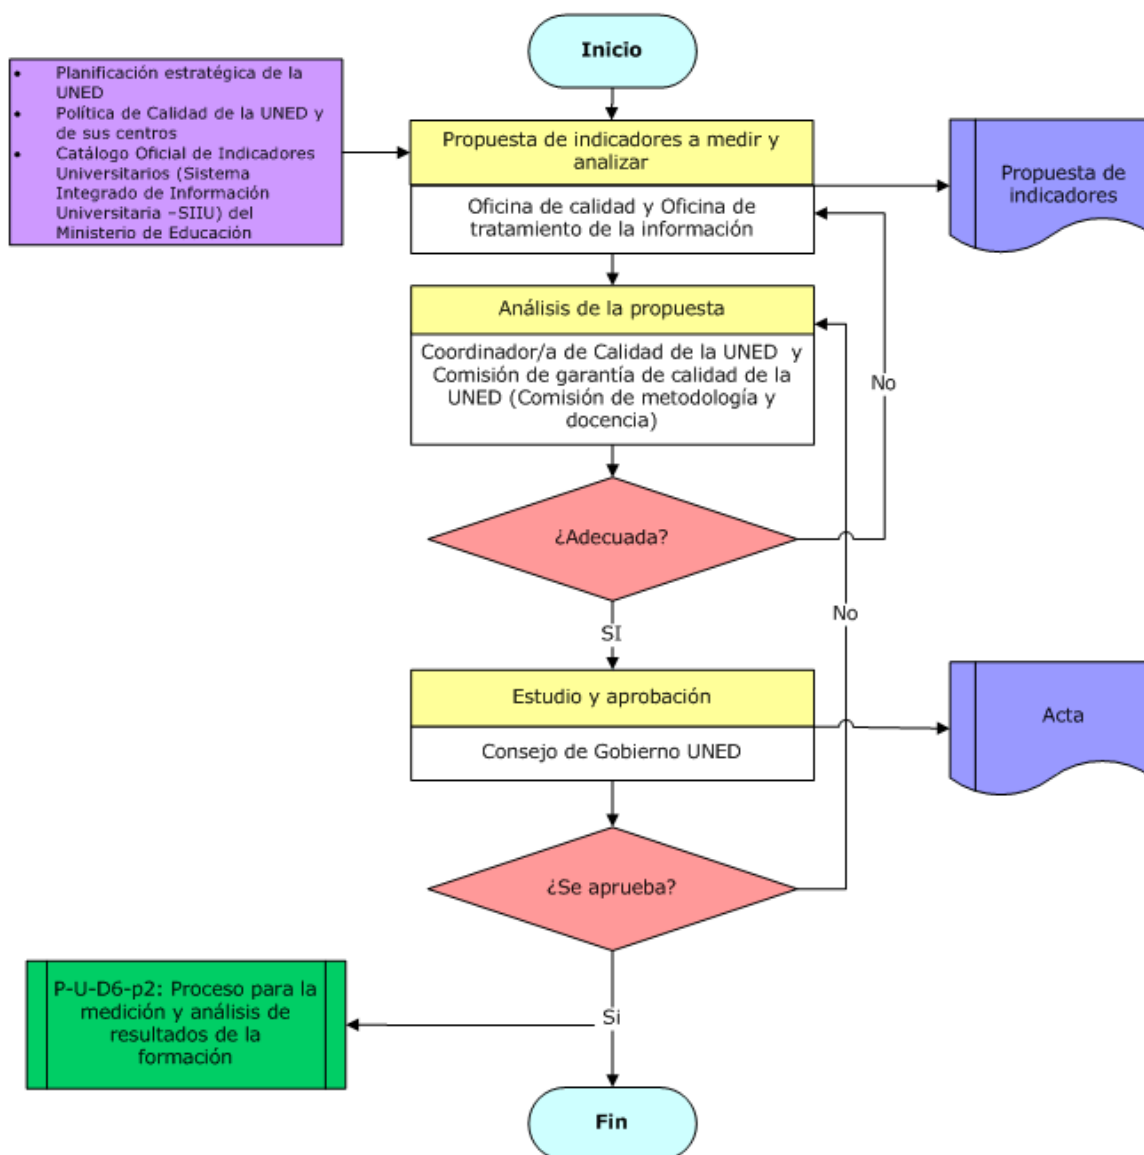 Inicio
• Planificación estratégica de la
UNED
• Política de Calidad de la UNED y
de sus centros
• Catálogo Oficial de Indicadores
Universitarios (Sistema
Integrado de Información
Universitaria –SIIU) del
Ministerio de Educación
Propuesta de indicadores a medir y
analizar
Oficina de calidad y Oficina de
tratamiento de la información
Propuesta de
indicadores
Análisis de la propuesta
Coordinador/a de Calidad de la UNED y
Comisión de garantía de calidad de la
UNED (Comisión de metodología y
docencia)
No
¿Adecuada?
No
SI
Estudio y aprobación
Consejo de Gobierno UNED
Acta
¿Se aprueba?
P-U-D6-p2: Proceso para la
medición y análisis de
resultados de la
formación
Si
Fin